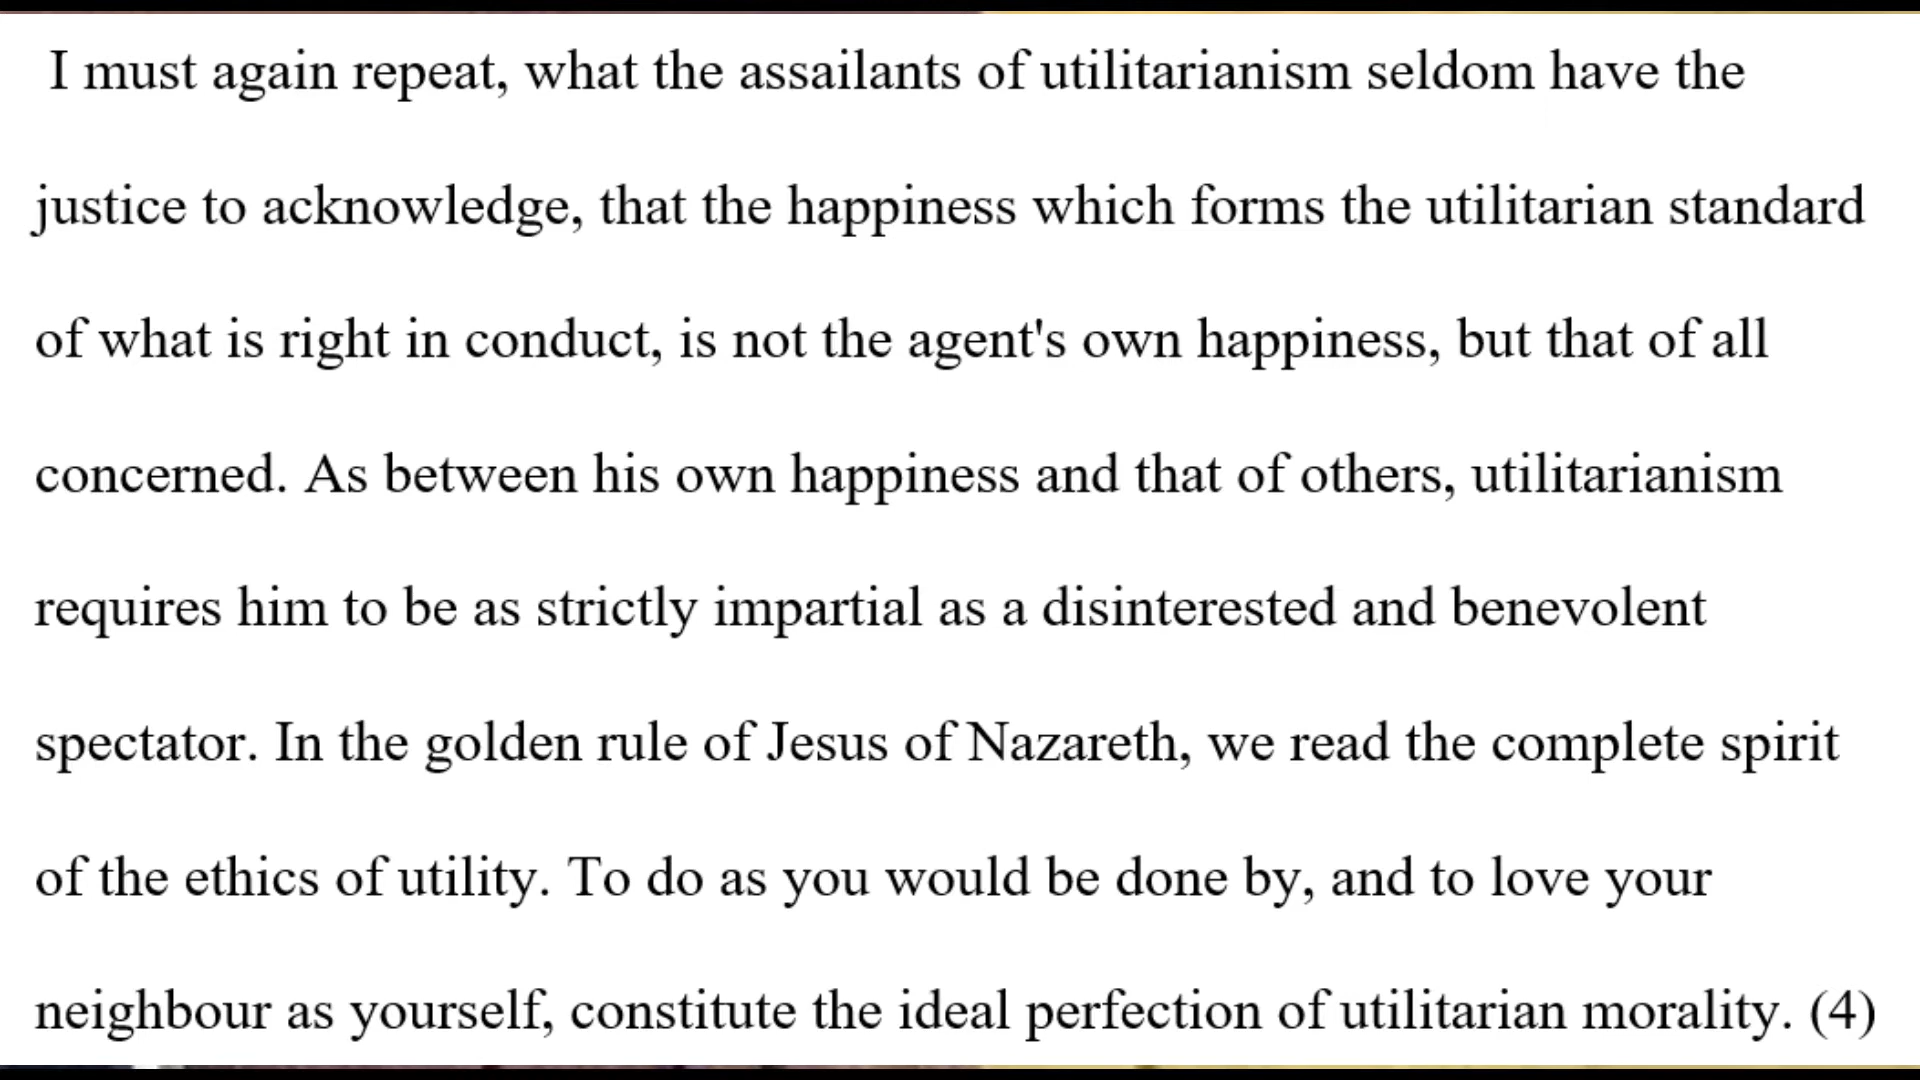 I must again repeat, what the assailants of utilitarianism seldom have the
justice to acknowledge, that the happiness which forms the utilitarian standard
of what is right in conduct, is not the agent's own happiness, but that of all
concerned. As between his own happiness and that of others, utilitarianism
requires him to be as strictly impartial as a disinterested and benevolent
spectator. In the golden rule of Jesus of Nazareth, we read the complete spirit
of the ethics of utility. To do as you would be done by, and to love your
neighbour as yourself, constitute the ideal perfection of utilitarian morality. (4)